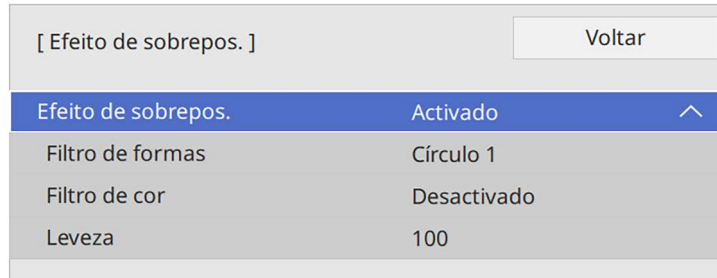 [ Efeito de sobrepos. ]
Voltar
Efeito de sobrepos. Activado
Filtro de formas Círculo 1
Filtro de cor Desactivado
Leveza 100